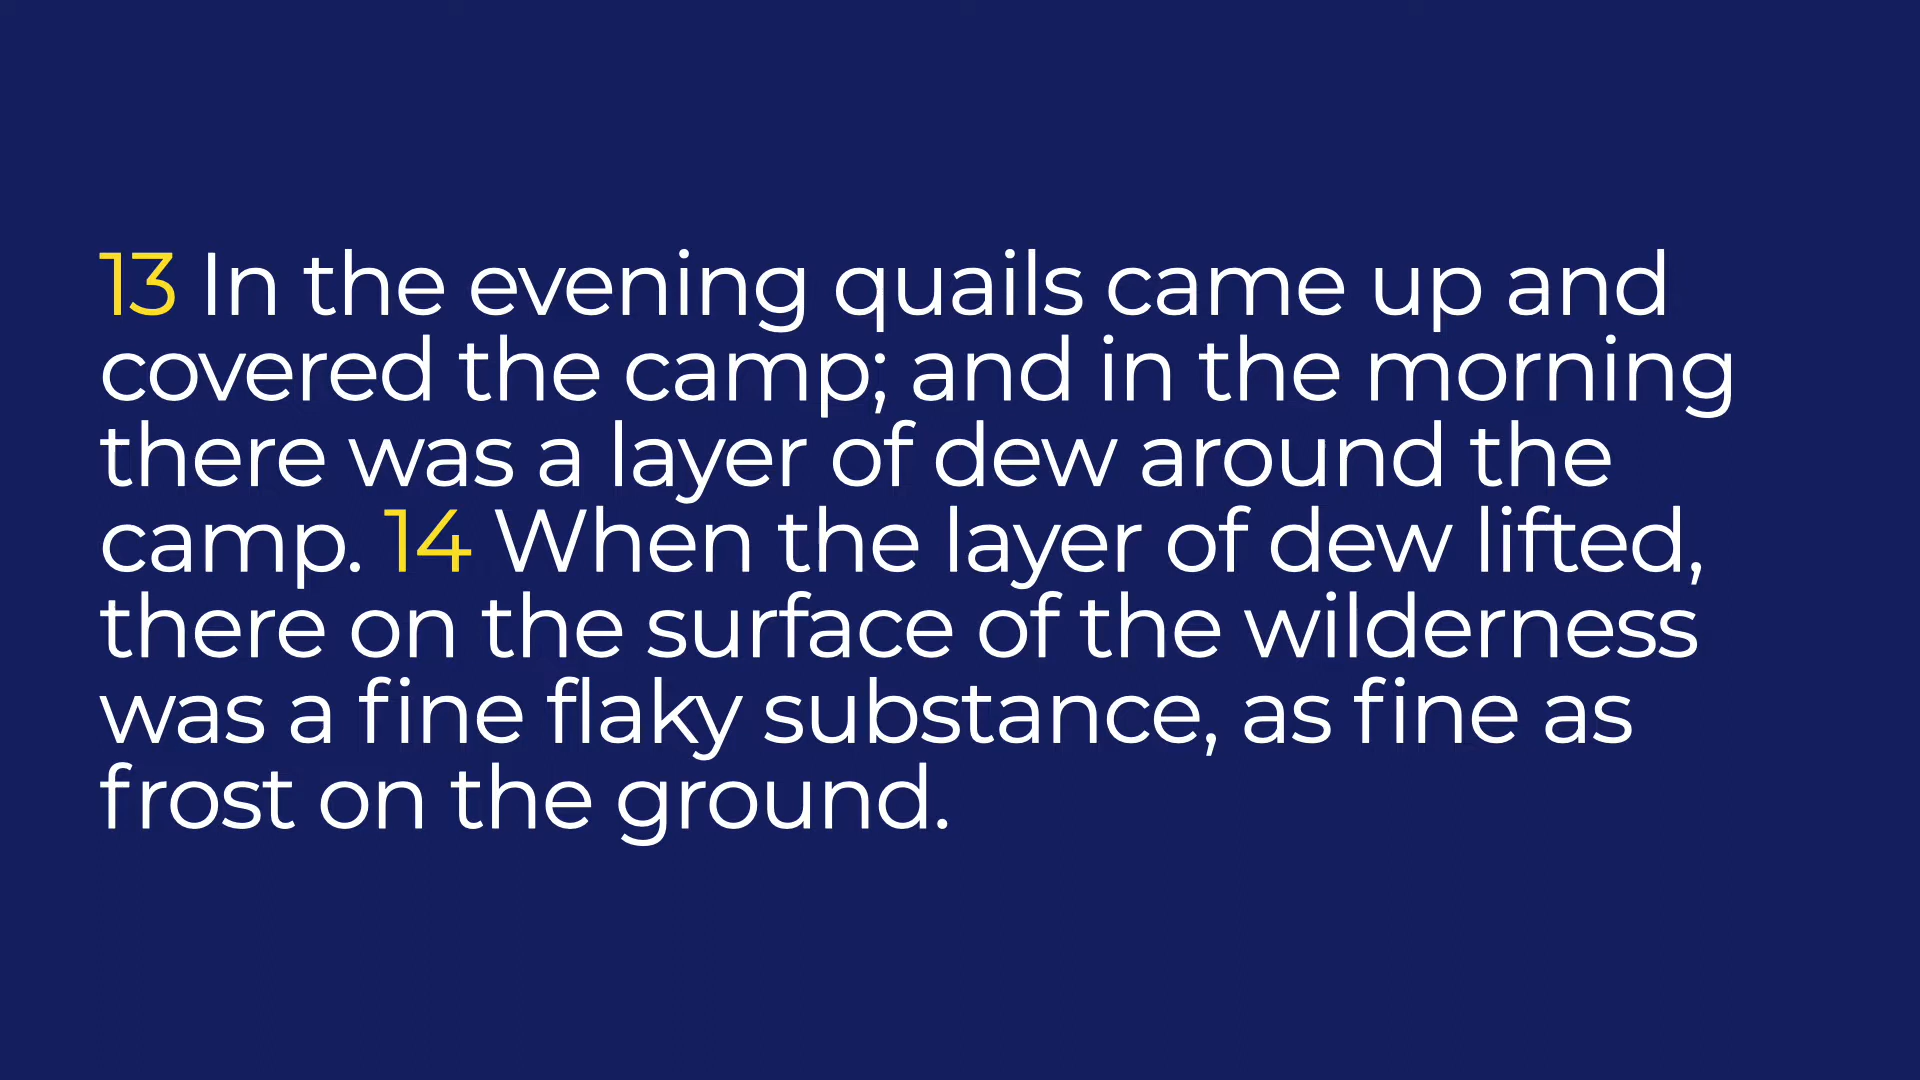 13 In the evening quails came up and
covered the camp; and in the morning
there was a layer of dew around the
camp. 14 When the layer of dew lifted,
there on the surface of the wilderness
was a fine flaky substance, as fine as
frost on the ground.